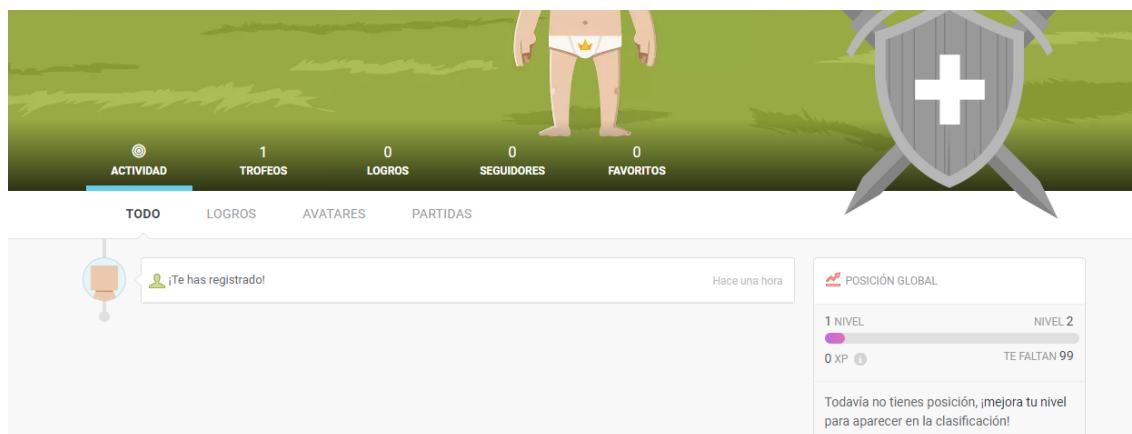 1 0 0 0
ACTIVIDAD TROFEOS LOGROS SEGUIDORES FAVORITOS
TODO LOGROS AVATARES PARTIDAS
¡Te has registrado! Hace una hora
POSICIÓN GLOBAL
1 NIVEL NIVEL 2
0 XP TE FALTAN 99
Todavía no tienes posición, ¡mejora tu nivel
para aparecer en la clasificación!